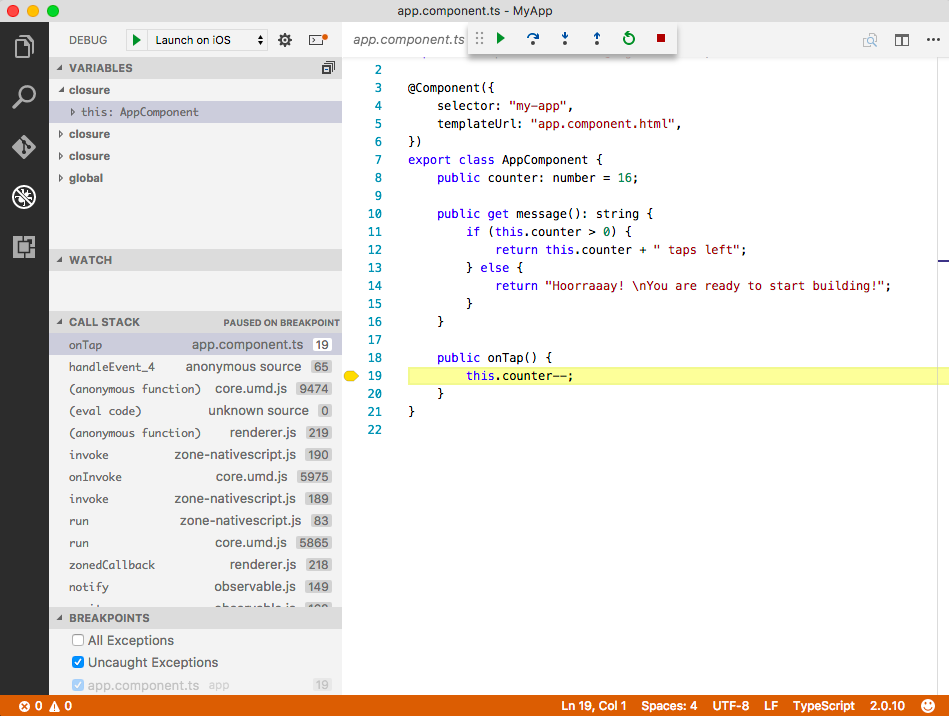 app.component.ts - MyApp
DEBUG
Launch on iOS
app.component.ts
VARIABLES
closure
this: AppComponent
closure
closure
global
WATCH
CALL STACK PAUSED ON BREAKPOINT
onTap app.component.ts 19
handleEvent_4 anonymous source 65
(anonymous function) core.umd.js 9474
(eval code) unknown source 0
(anonymous function) renderer.js 219
invoke zone-nativescript.js 190
onInvoke core.umd.js 5975
invoke zone-nativescript.js 189
run zone-nativescript.js 83
run core.umd.js 5865
zonedCallback renderer.js 218
notify observable.js 149
BREAKPOINTS
All Exceptions
Uncaught Exceptions
app.component.ts app 19
2
3 @Component({
4 selector: "my-app",
5 templateUrl: "app.component.html",
6 })
7 export class AppComponent {
8 public counter: number = 16;
9
10 public get message(): string {
11 if (this.counter > 0) {
12 return this.counter + " taps left";
13 } else {
14 return "Hoorraaay! \nYou are ready to start building!";
15 }
16 }
17
18 public onTap() {
19 this.counter--;
20 }
21 }
22
0 0 Ln 19, Col 1 Spaces: 4 UTF-8 LF TypeScript 2.0.10